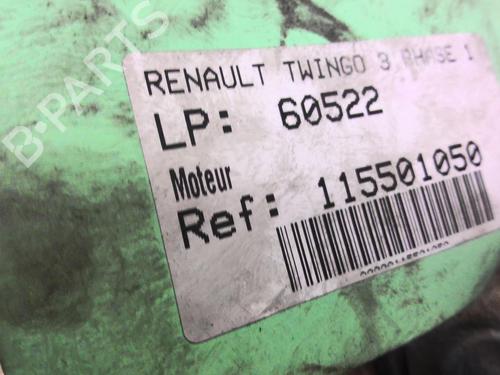 RENAULT TWINGO 3 PHASE 1
LP: 60522
Moteur
Ref: 115501050
B-PARTS